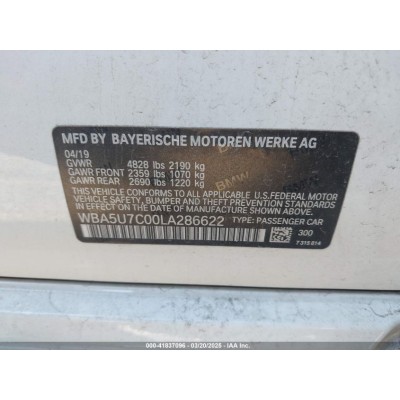 MFD BY BAYERISCHE MOTOREN WERKE AG
04/19
GVWR 4828 lbs 2190 kg
GAWR FRONT 2359 lbs 1070 kg
GAWR REAR 2690 lbs 1220 kg
BMW
THIS VEHICLE CONFORMS TO ALL APPLICABLE
U.S.FEDERAL MOTOR
VEHICLE SAFETY, BUMPER, AND THEFT PREVENTION
STANDARDS IN EFFECT ON THE DATE OF
MANUFACTURE SHOWN ABOVE.
WBA5U7C00LA286622 TYPE: PASSENGER CAR
300
7 315 614
000-41837096 | 03/20/2025 | IAA Inc.